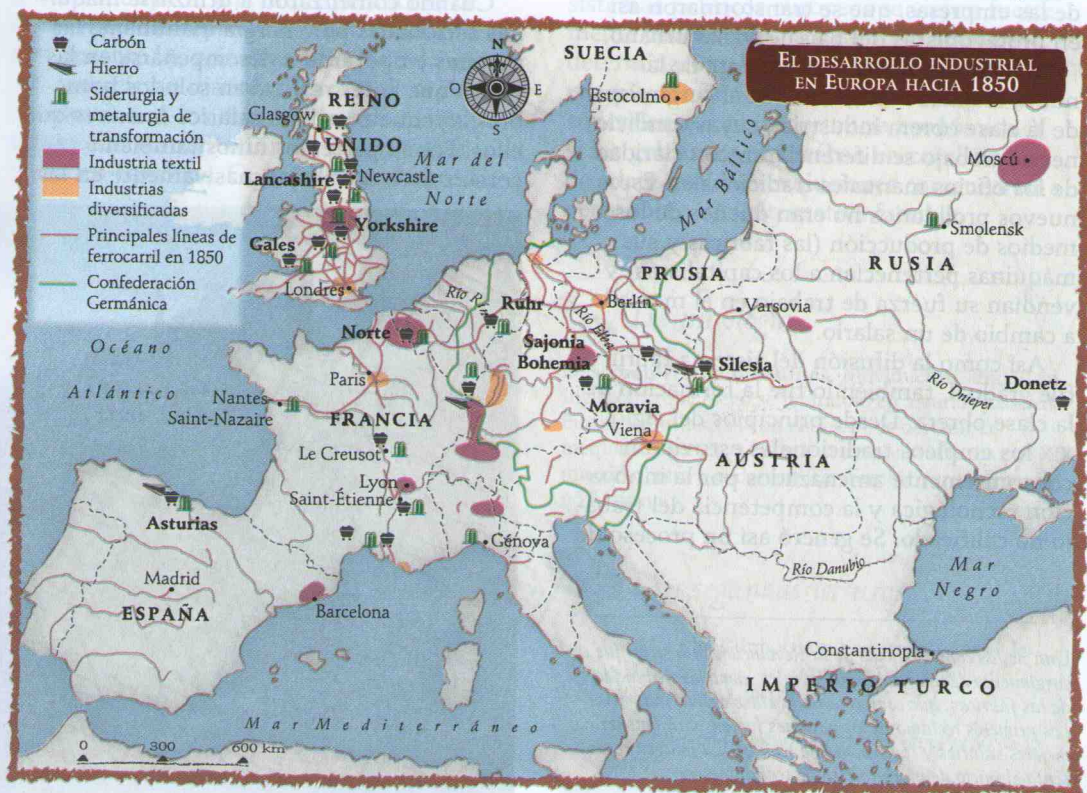 EL DESARROLLO INDUSTRIAL
EN EUROPA HACIA 1850
Carbón
Hierro
Siderurgia y
metalurgia de
transformación
Industria textil
Industrias
diversificadas
Principales líneas de
ferrocarril en 1850
Confederación
Germánica
N
O
E
S
SUECIA
Estocolmo
REINO
UNIDO
Glasgow
Newcastle
Lancashire
Yorkshire
Gales
Londres
Mar del
Norte
Mar Báltico
Moscú
Smolensk
RUSIA
PRUSIA
Berlín
Varsovia
Ruhr
Río Elba
Norte
Sajonia
Bohemia
Silesia
Océano
Atlántico
París
Nantes
Saint-Nazaire
FRANCIA
Le Creusot
Lyon
Saint-Étienne
Moravia
Viena
AUSTRIA
Río Dnieper
Donetz
Asturias
Madrid
ESPAÑA
Barcelona
Génova
Río Danubio
Mar
Negro
Constantinopla
IMPERIO TURCO
Mar Mediterráneo
0 300 600 km